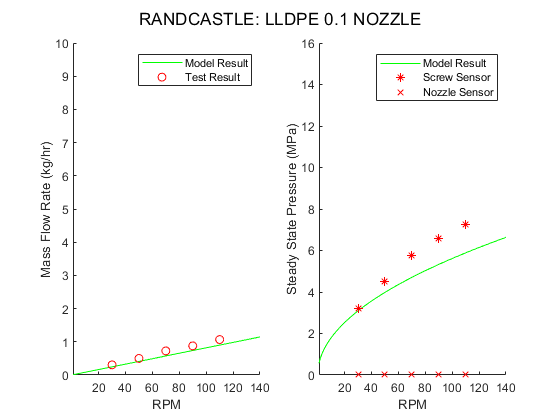 RANDCASTLE: LLDPE 0.1 NOZZLE
Mass Flow Rate (kg/hr)
10
9
8
7
6
5
4
3
2
1
0
20 40 60 80 100 120 140
RPM
Model Result
Test Result
Steady State Pressure (MPa)
16
14
12
10
8
6
4
2
0
20 40 60 80 100 120 140
RPM
Model Result
Screw Sensor
Nozzle Sensor